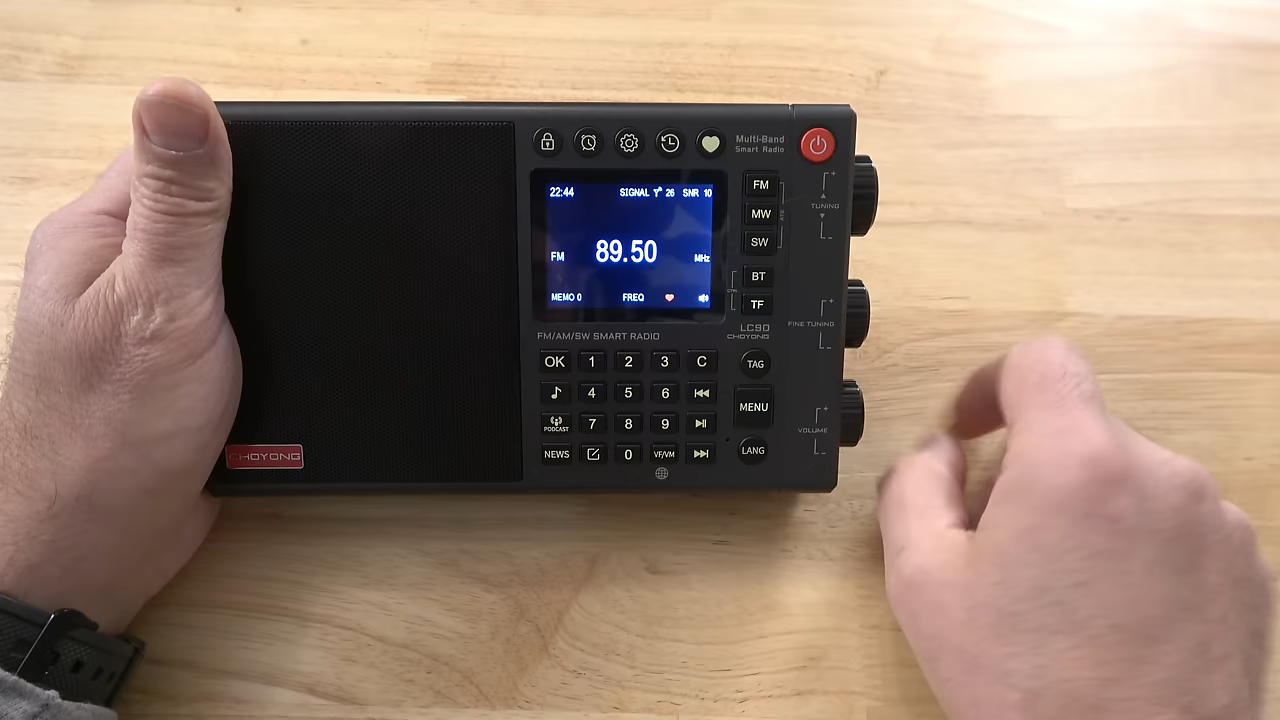 Multi-Band
Smart Radio
22:44 SIGNAL 26 SNR 10
FM 89.50 MHz
MEMO 0 FREQ
FM
MW
SW
BT
TF
TUNING
FINE TUNING
VOLUME
FM/AM/SW SMART RADIO
LC90
CHOYONG
OK 1 2 3 C TAG
4 5 6
PODCAST 7 8 9 MENU
NEWS 0 VF/VM LANG
CHOYONG